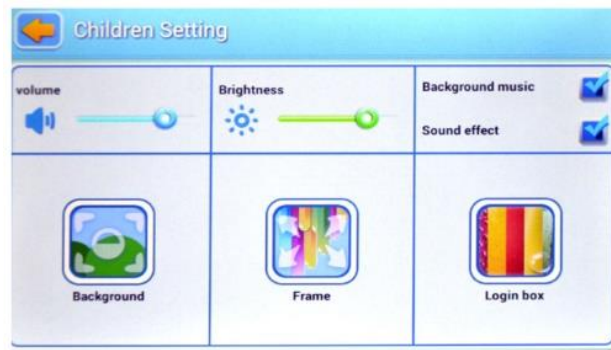 Children Setting
volume
Brightness
Background music
Sound effect
Background
Frame
Login box